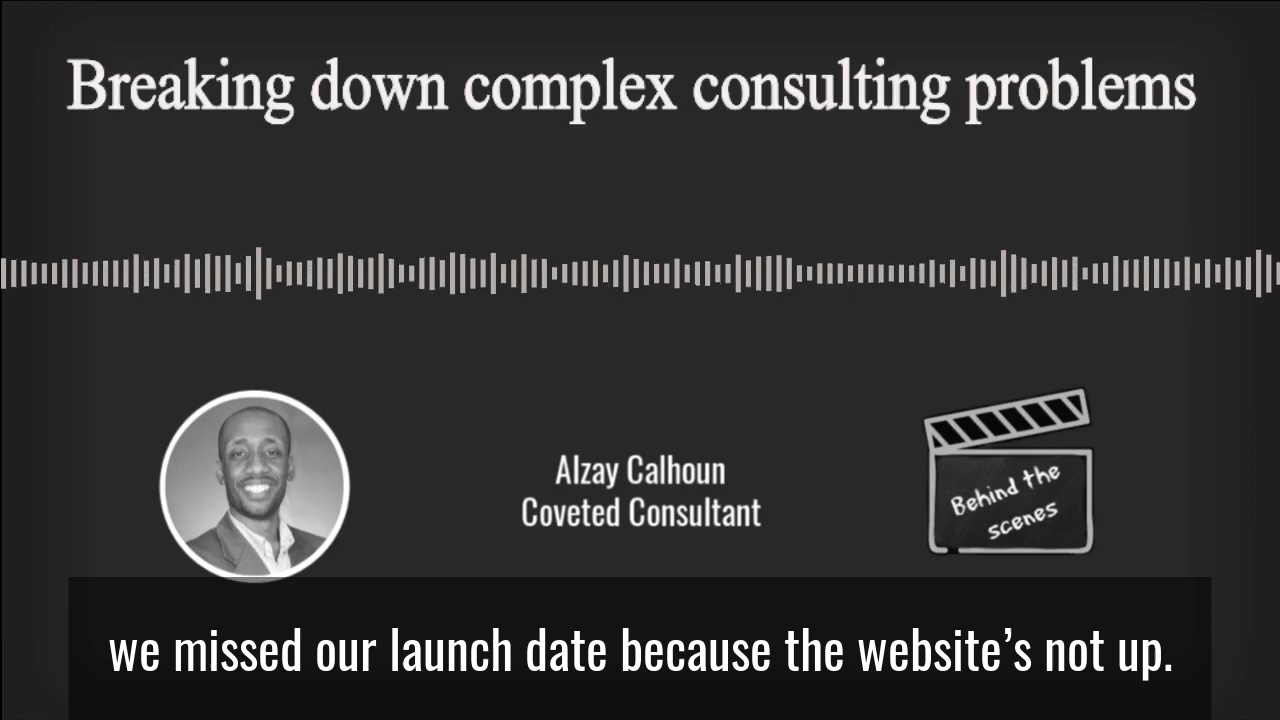 Breaking down complex consulting problems
Alzay Calhoun
Coveted Consultant
Behind the
scenes
we missed our launch date because the website’s not up.